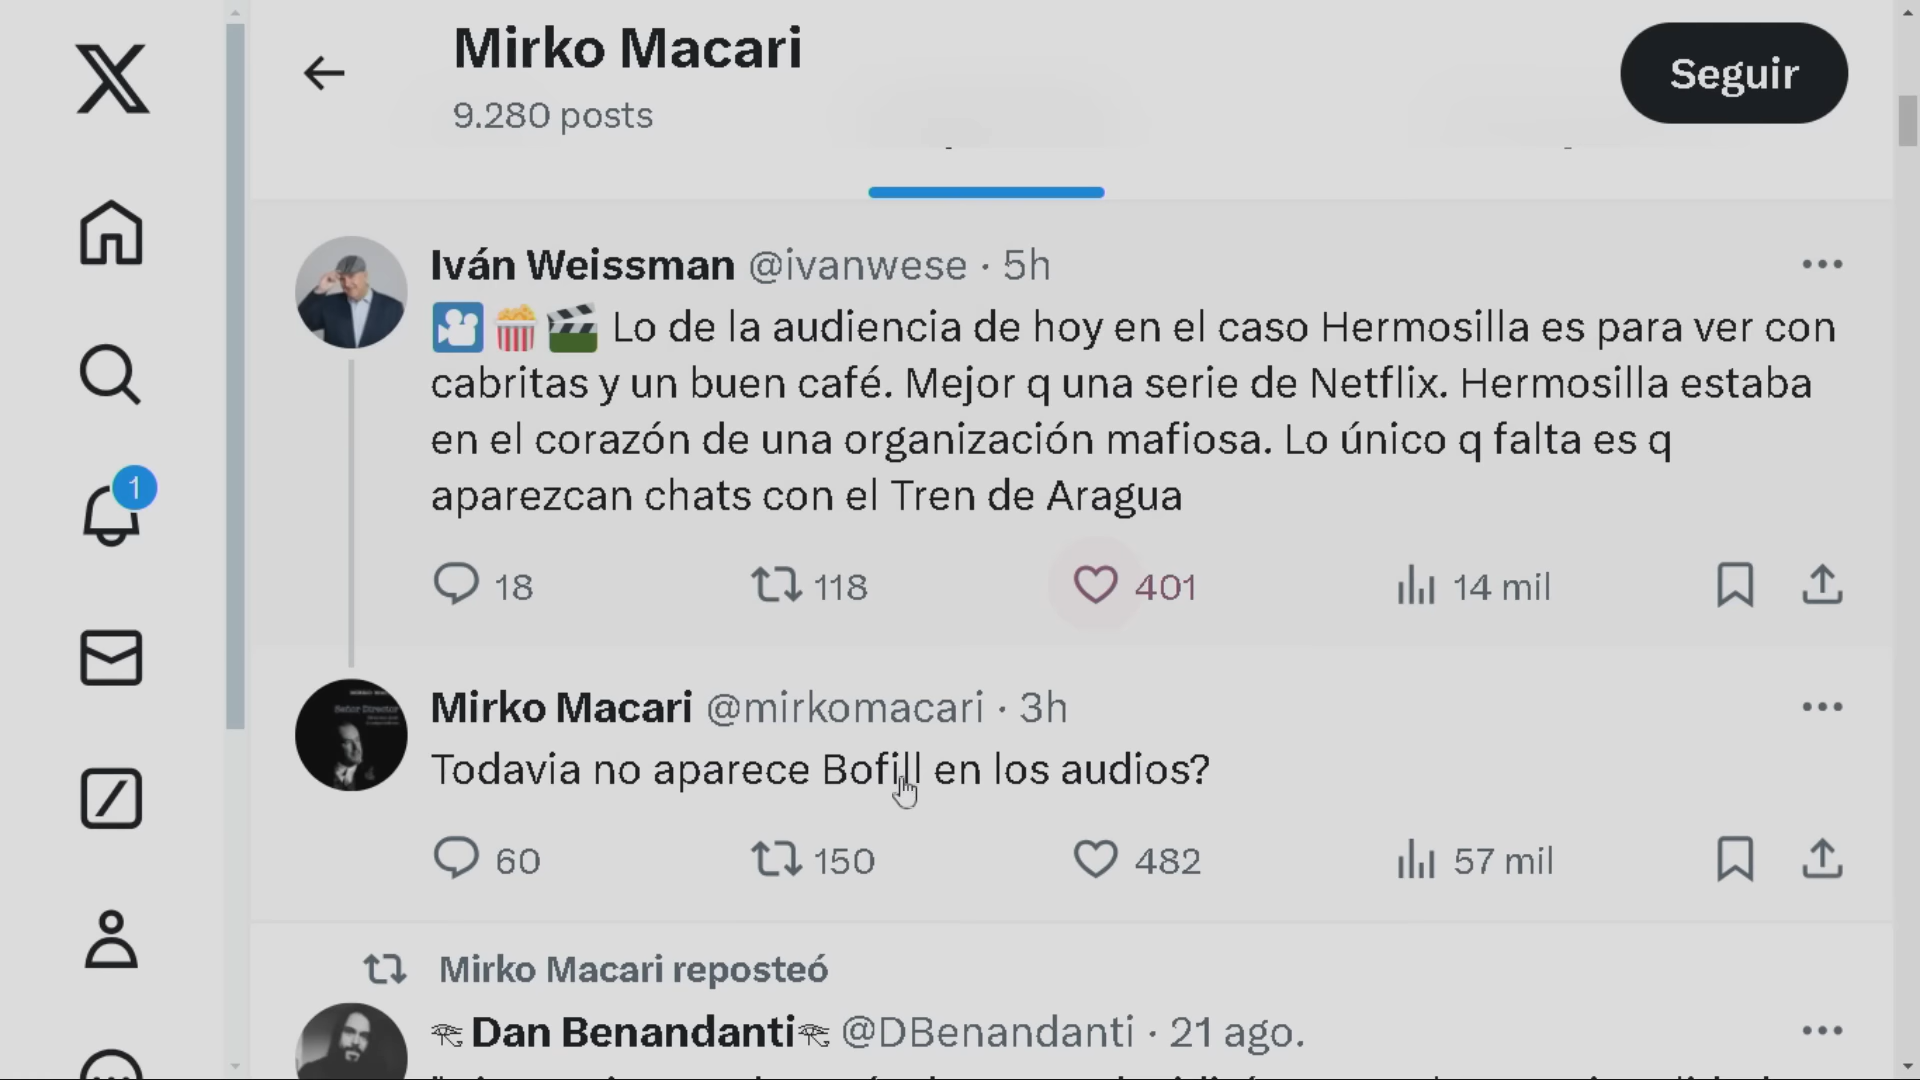 Mirko Macari
9.280 posts
Seguir
Iván Weissman @ivanwese · 5h
🎦🍿🎬 Lo de la audiencia de hoy en el caso Hermosilla es para ver con
cabritas y un buen café. Mejor q una serie de Netflix. Hermosilla estaba
en el corazón de una organización mafiosa. Lo único q falta es q
aparezcan chats con el Tren de Aragua
18 118 401 14 mil
1
Mirko Macari @mirkomacari · 3h
Todavia no aparece Bofill en los audios?
60 150 482 57 mil
Mirko Macari reposteó
Dan Benandanti @DBenandanti · 21 ago.